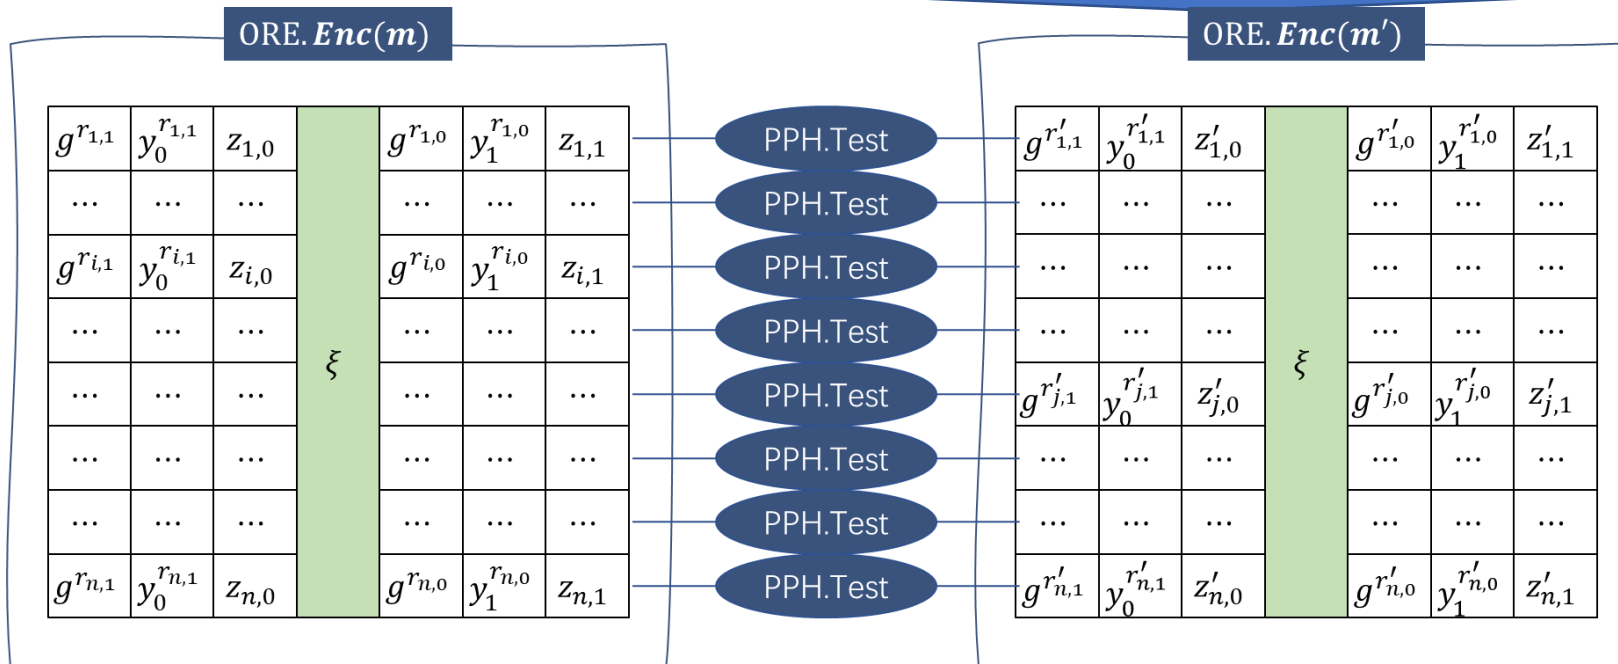 ORE. Enc(m) ORE. Enc(m′)
g^{r_{1,1}} y_0^{r_{1,1}} z_{1,0} g^{r_{1,0}} y_1^{r_{1,0}} z_{1,1} PPH.Test g^{r′_{1,1}} y_0^{r′_{1,1}} z′_{1,0} g^{r′_{1,0}} y_1^{r′_{1,0}} z′_{1,1}
... ... ... ... ... ... PPH.Test ... ... ... ... ... ...
g^{r_{i,1}} y_0^{r_{i,1}} z_{i,0} g^{r_{i,0}} y_1^{r_{i,0}} z_{i,1} PPH.Test ... ... ... ... ... ...
... ... ... ... ... ... PPH.Test ... ... ... ... ... ...
ξ ξ
... ... ... ... ... ... PPH.Test g^{r′_{j,1}} y_0^{r′_{j,1}} z′_{j,0} g^{r′_{j,0}} y_1^{r′_{j,0}} z′_{j,1}
... ... ... ... ... ... PPH.Test ... ... ... ... ... ...
... ... ... ... ... ... PPH.Test ... ... ... ... ... ...
g^{r_{n,1}} y_0^{r_{n,1}} z_{n,0} g^{r_{n,0}} y_1^{r_{n,0}} z_{n,1} PPH.Test g^{r′_{n,1}} y_0^{r′_{n,1}} z′_{n,0} g^{r′_{n,0}} y_1^{r′_{n,0}} z′_{n,1}